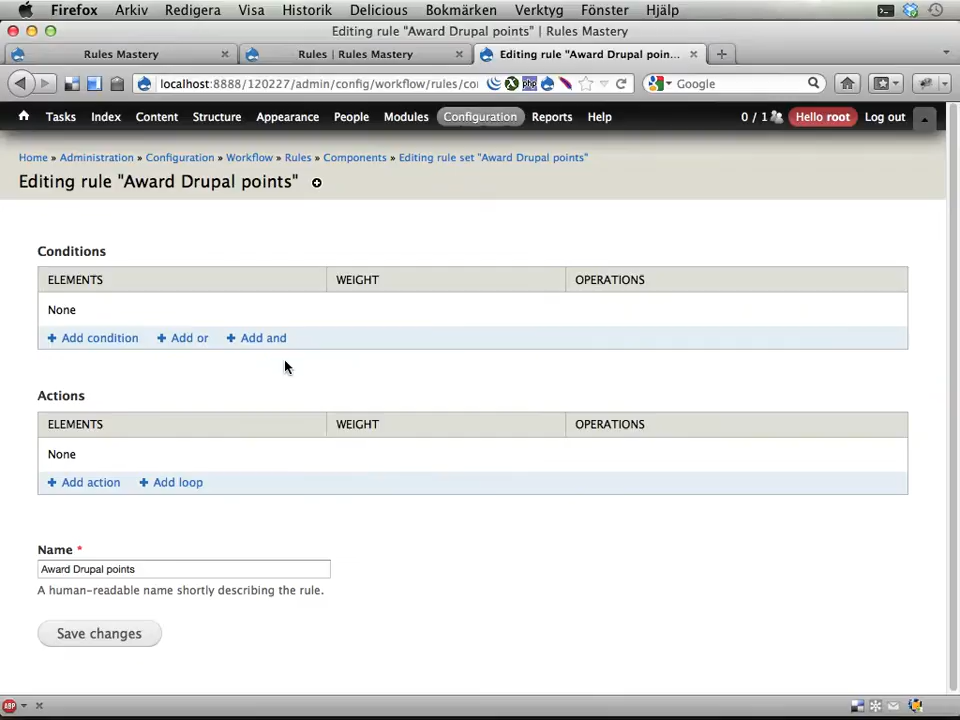 Firefox Arkiv Redigera Visa Historik Delicious Bokmärken Verktyg Fönster Hjälp
Editing rule "Award Drupal points" | Rules Mastery
Rules Mastery
Rules | Rules Mastery
Editing rule "Award Drupal poin...
localhost:8888/120227/admin/config/workflow/rules/co
php
Google
Tasks Index Content Structure Appearance People Modules Configuration Reports Help 0 / 1 Hello root Log out
Home » Administration » Configuration » Workflow » Rules » Components » Editing rule set "Award Drupal points"
Editing rule "Award Drupal points"
Conditions
ELEMENTS WEIGHT OPERATIONS
None
Add condition Add or Add and
Actions
ELEMENTS WEIGHT OPERATIONS
None
Add action Add loop
Name *
Award Drupal points
A human-readable name shortly describing the rule.
Save changes
ABP